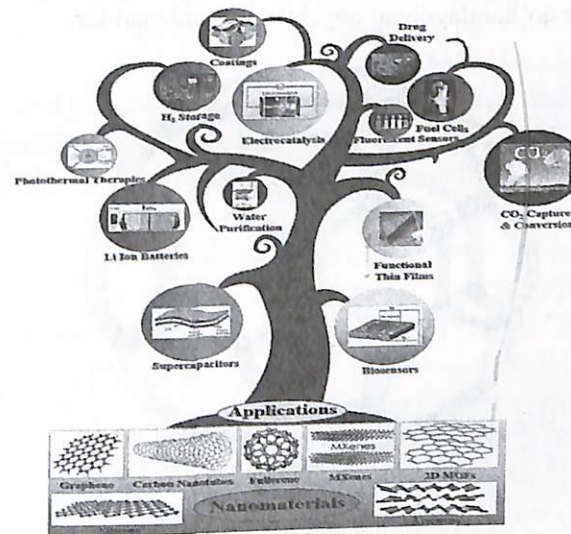 Drug
Delivery
Coatings
H₂ Storage
Electrocatalysis
Fuel Cells
Fluorescent Sensors
Photothermal Therapies
Water
Purification
CO₂ Capture
& Conversion
Li Ion Batteries
Functional
Thin Films
Supercapacitors
Biosensors
Applications
MXenes
Graphene
Carbon Nanotubes
Fullerene
MXenes
2D MOFs
Nanomaterials